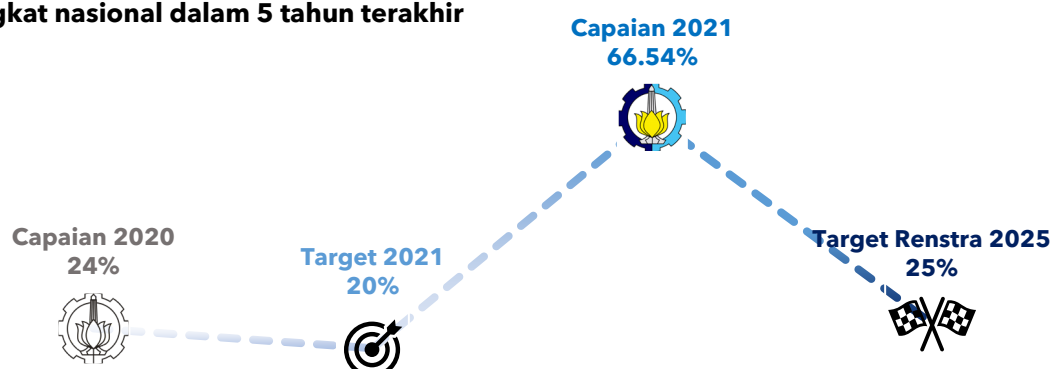 tingkat nasional dalam 5 tahun terakhir
Capaian 2021
66.54%
Capaian 2020
24%
Target 2021
20%
Target Renstra 2025
25%